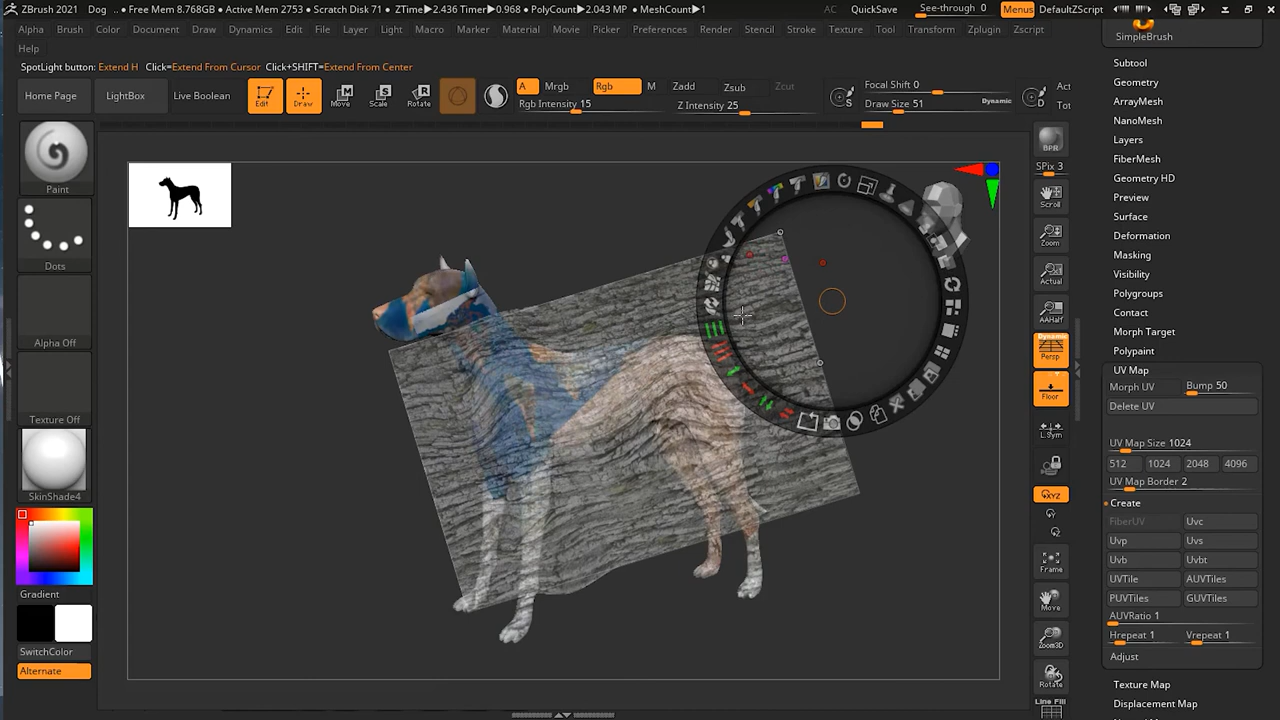 ZBrush 2021 Dog .. • Free Mem 8.768GB • Active Mem 2753 • Scratch Disk 71 • ZTime▶2.436 Timer▶0.968 • PolyCount▶2.043 MP • MeshCount▶1 AC QuickSave See-through 0 Menus DefaultZScript
Alpha Brush Color Document Draw Dynamics Edit File Layer Light Macro Marker Material Movie Picker Preferences Render Stencil Stroke Texture Tool Transform Zplugin Zscript
Help
SpotLight button: Extend H Click=Extend From Cursor Click+SHIFT=Extend From Center
Home Page LightBox Live Boolean Edit Draw Move Scale Rotate
A Mrgb Rgb M Zadd Zsub Zcut
Rgb Intensity 15 Z Intensity 25
Focal Shift 0
Draw Size 51 Dynamic
S
D
Act
Tot
Paint
Dots
Alpha Off
Texture Off
SkinShade4
Gradient
SwitchColor
Alternate
BPR
SPix 3
Scroll
Zoom
Actual
AAHalf
Dynamic
Persp
Floor
L.Sym
XYZ
Frame
Move
Zoom3D
Rotate
Line Fill
SimpleBrush
Subtool
Geometry
ArrayMesh
NanoMesh
Layers
FiberMesh
Geometry HD
Preview
Surface
Deformation
Masking
Visibility
Polygroups
Contact
Morph Target
Polypaint
UV Map
Morph UV Bump 50
Delete UV
UV Map Size 1024
512 1024 2048 4096
UV Map Border 2
Create
FiberUV Uvc
Uvp Uvs
Uvb Uvbt
UVTile AUVTiles
PUVTiles GUVTiles
AUVRatio 1
Hrepeat 1 Vrepeat 1
Adjust
Texture Map
Displacement Map